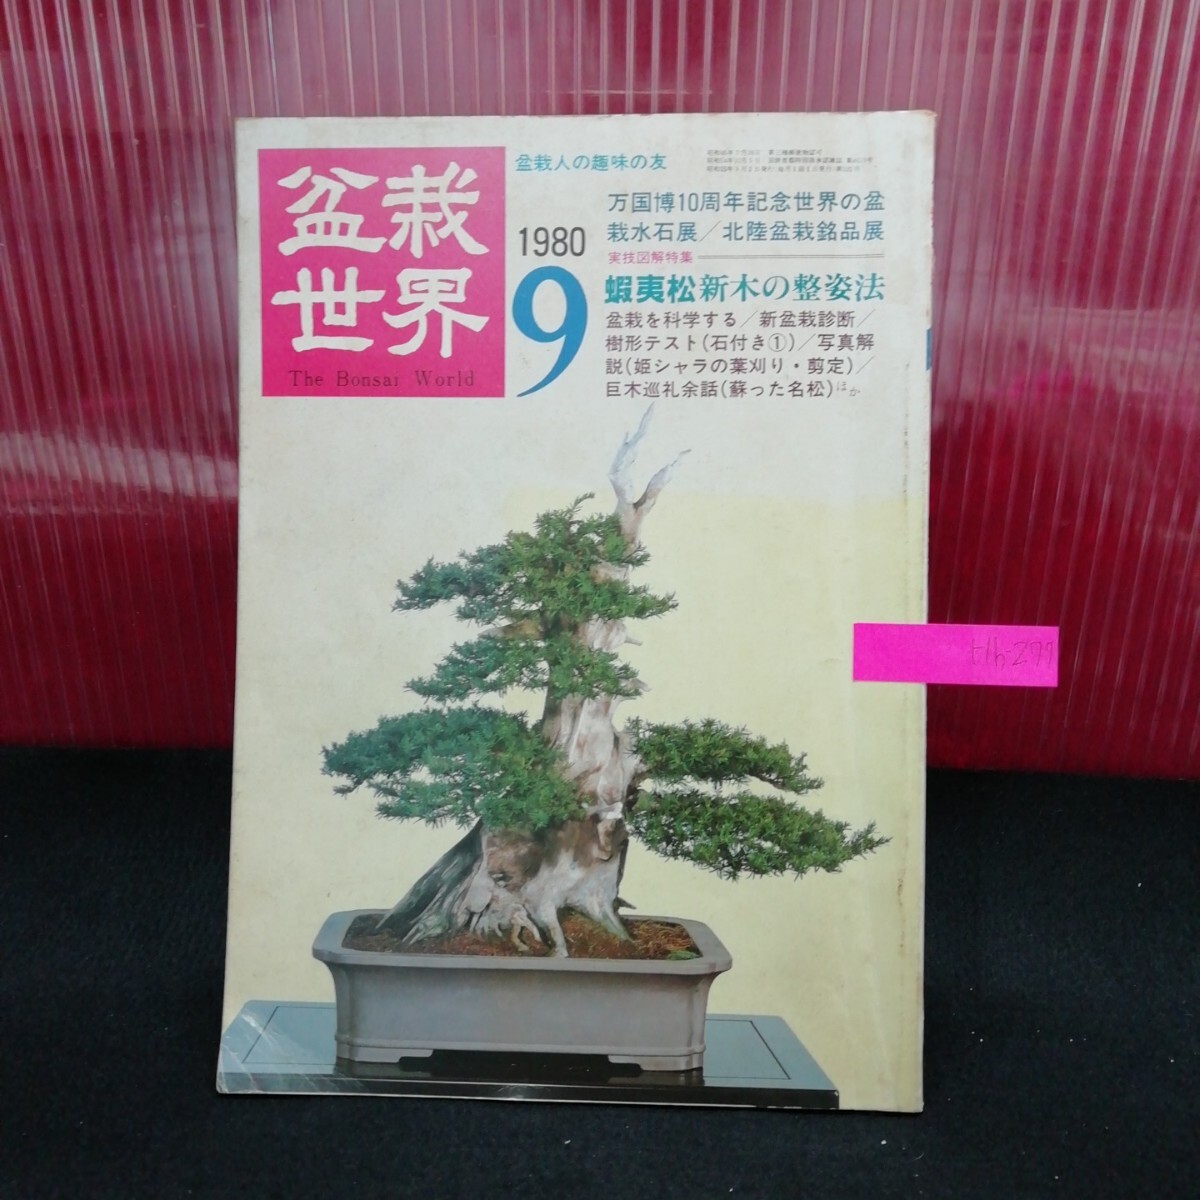 盆栽
世界
The Bonsai World
盆栽人の趣味の友
1980
9
万国博10周年記念世界の盆
栽水石展／北陸盆栽銘品展
実技図解特集
蝦夷松新木の整姿法
盆栽を科学する／新盆栽診断／
樹形テスト(石付き①)／写真解
説(姫シャラの葉刈り・剪定)／
巨木巡礼余話(蘇った名松)ほか